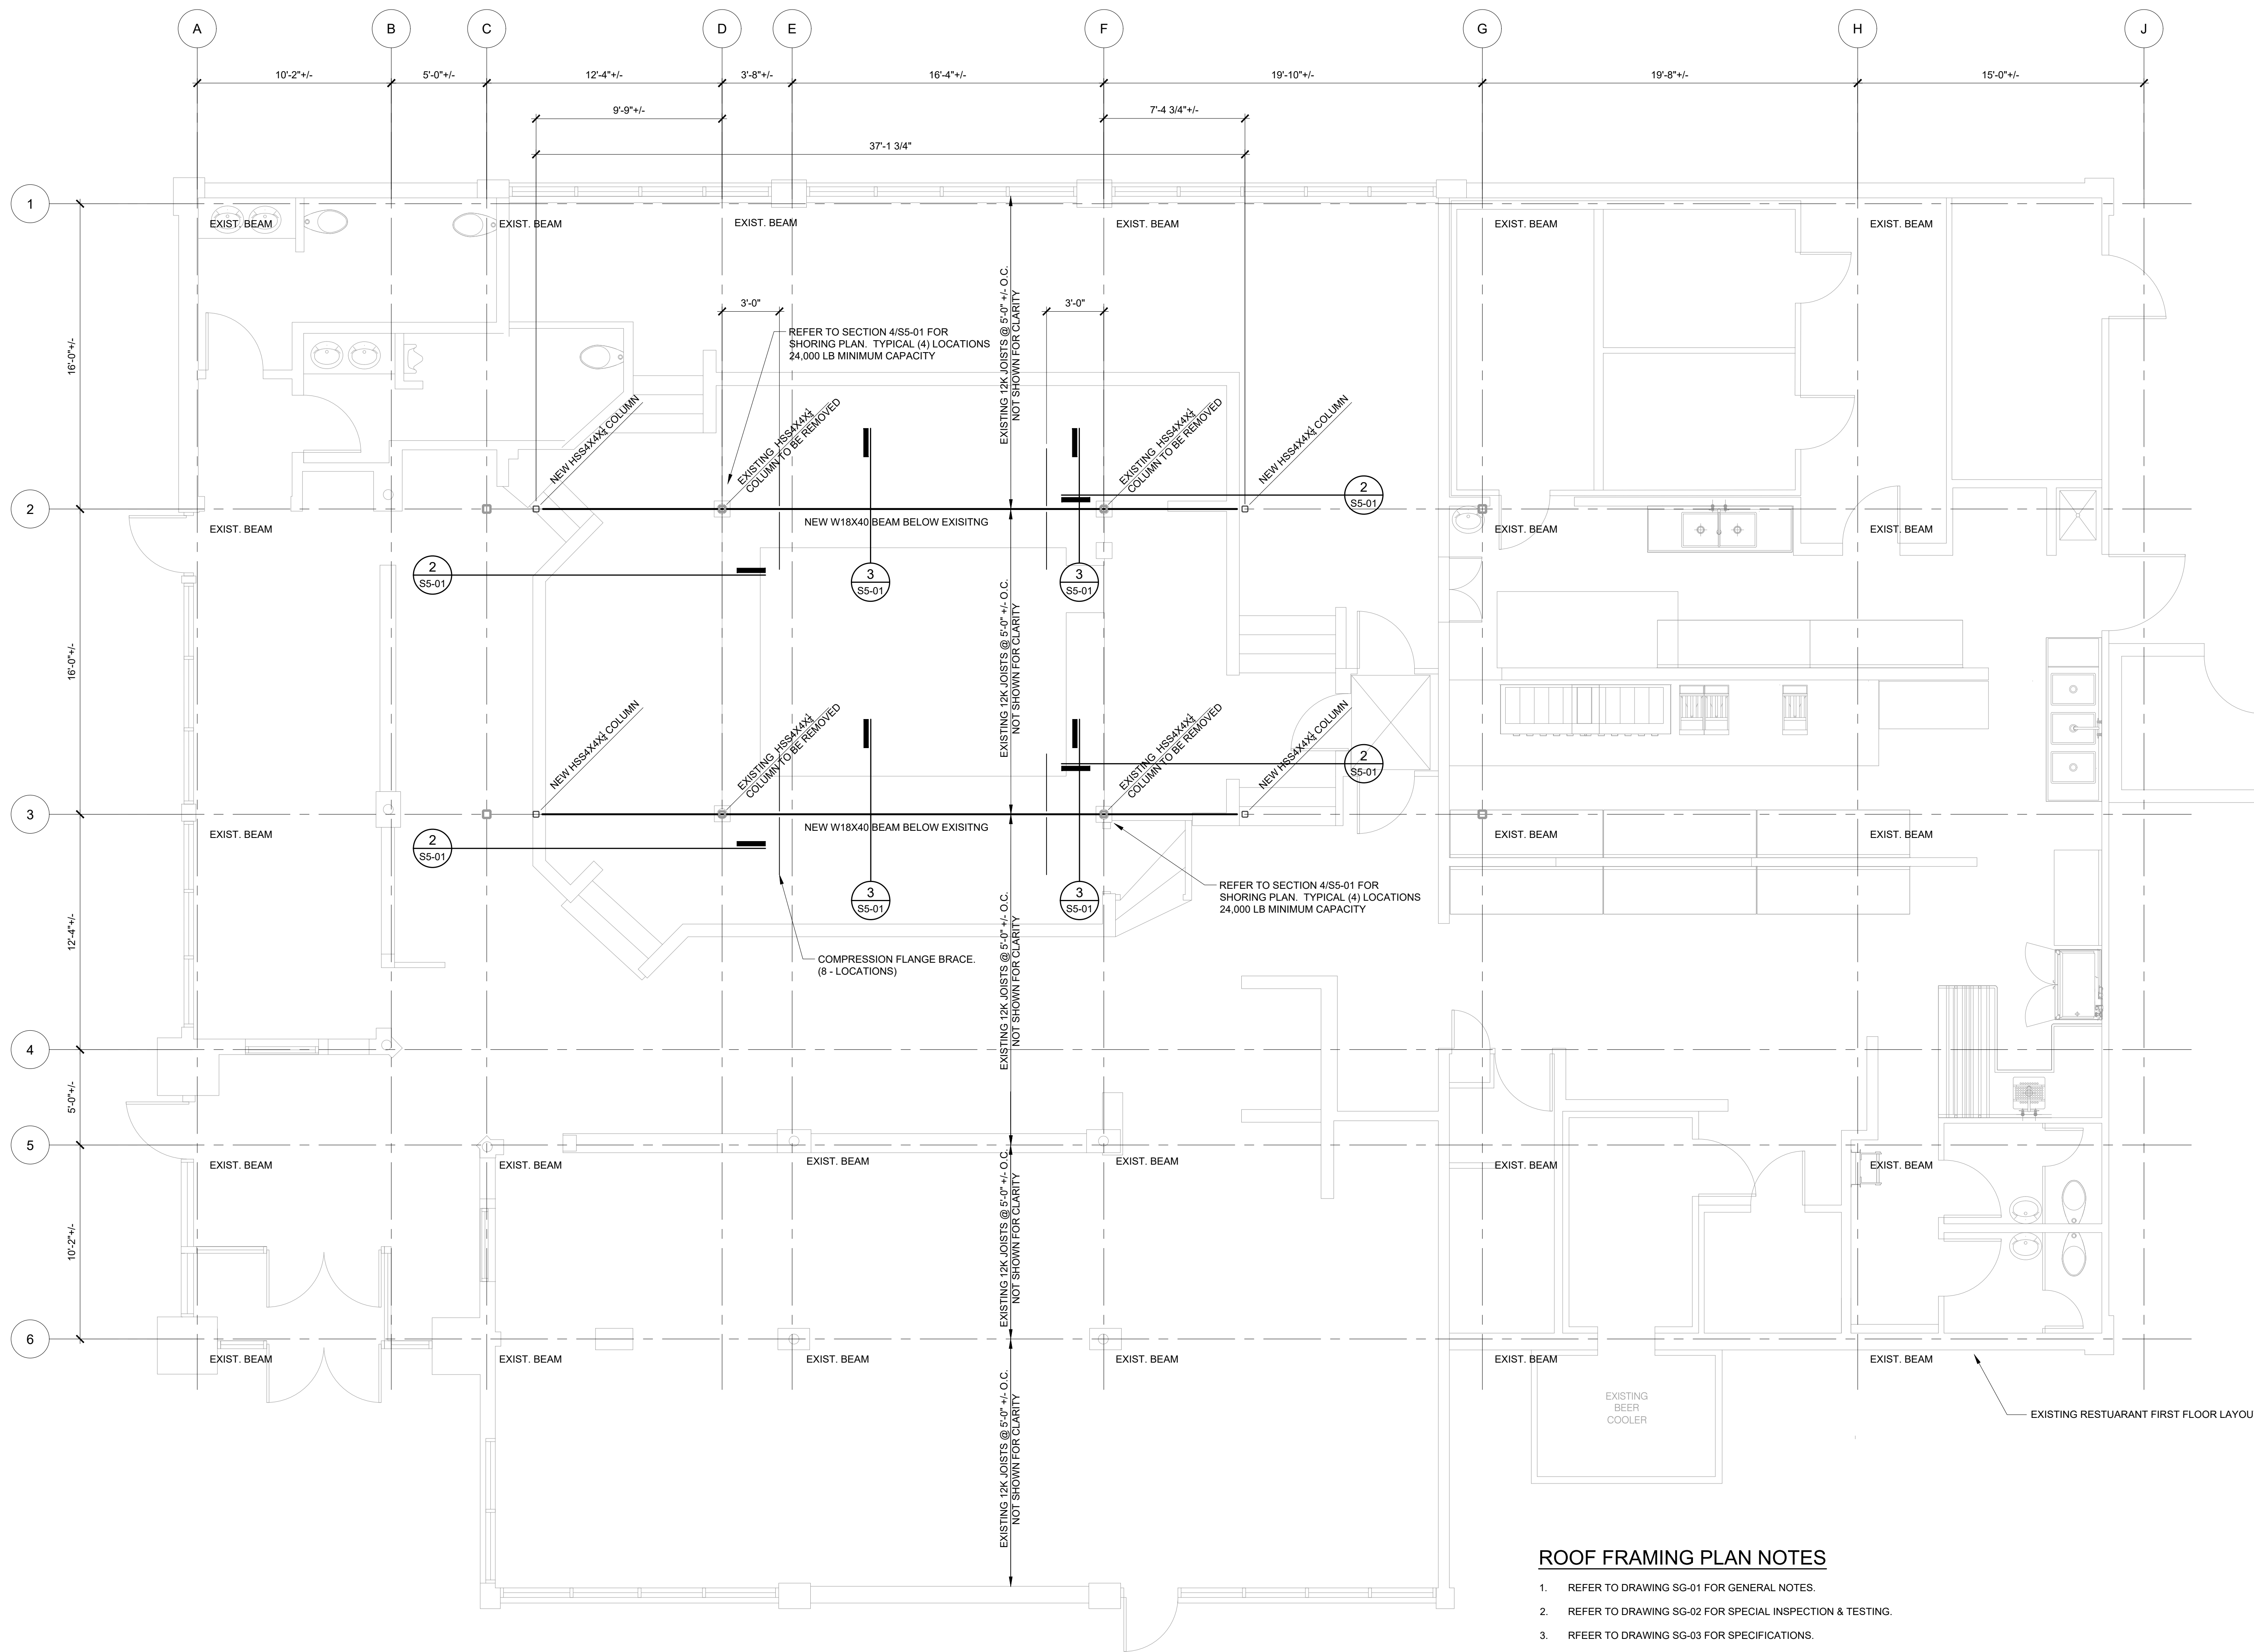 A
B
C
D
E
F
G
H
J
10'-2"+/-
5'-0"+/-
12'-4"+/-
3'-8"+/-
16'-4"+/-
19'-10"+/-
19'-8"+/-
15'-0"+/-
9'-9"+/-
7'-4 3/4"+/-
37'-1 3/4"
1
EXIST. BEAM
EXIST. BEAM
EXIST. BEAM
EXIST. BEAM
EXIST. BEAM
EXIST. BEAM
16'-0"+/-
EXISTING 12K JOISTS @ 5'-0" +/- O.C.
NOT SHOWN FOR CLARITY
3'-0"
3'-0"
REFER TO SECTION 4/S5-01 FOR
SHORING PLAN. TYPICAL (4) LOCATIONS
24,000 LB MINIMUM CAPACITY
NEW HSS4X4X¼ COLUMN
EXISTING HSS4X4X¼
COLUMN TO BE REMOVED
EXISTING HSS4X4X¼
COLUMN TO BE REMOVED
NEW HSS4X4X¼ COLUMN
2
S5-01
2
EXIST. BEAM
NEW W18X40 BEAM BELOW EXISITNG
EXIST. BEAM
EXIST. BEAM
2
S5-01
3
S5-01
3
S5-01
16'-0"+/-
EXISTING 12K JOISTS @ 5'-0" +/- O.C.
NOT SHOWN FOR CLARITY
NEW HSS4X4X¼ COLUMN
EXISTING HSS4X4X¼
COLUMN TO BE REMOVED
EXISTING HSS4X4X¼
COLUMN TO BE REMOVED
NEW HSS4X4X¼ COLUMN
2
S5-01
3
EXIST. BEAM
NEW W18X40 BEAM BELOW EXISITNG
EXIST. BEAM
EXIST. BEAM
2
S5-01
3
S5-01
3
S5-01
REFER TO SECTION 4/S5-01 FOR
SHORING PLAN. TYPICAL (4) LOCATIONS
24,000 LB MINIMUM CAPACITY
12'-4"+/-
EXISTING 12K JOISTS @ 5'-0" +/- O.C.
NOT SHOWN FOR CLARITY
COMPRESSION FLANGE BRACE.
(8 - LOCATIONS)
4
5'-0"+/-
5
EXIST. BEAM
EXIST. BEAM
EXIST. BEAM
EXIST. BEAM
EXIST. BEAM
EXIST. BEAM
10'-2"+/-
EXISTING 12K JOISTS @ 5'-0" +/- O.C.
NOT SHOWN FOR CLARITY
6
EXIST. BEAM
EXIST. BEAM
EXIST. BEAM
EXIST. BEAM
EXIST. BEAM
EXIST. BEAM
EXISTING 12K JOISTS @ 5'-0" +/- O.C.
NOT SHOWN FOR CLARITY
EXISTING
BEER
COOLER
EXISTING RESTUARANT FIRST FLOOR LAYOU
ROOF FRAMING PLAN NOTES
1. REFER TO DRAWING SG-01 FOR GENERAL NOTES.
2. REFER TO DRAWING SG-02 FOR SPECIAL INSPECTION & TESTING.
3. RFEER TO DRAWING SG-03 FOR SPECIFICATIONS.